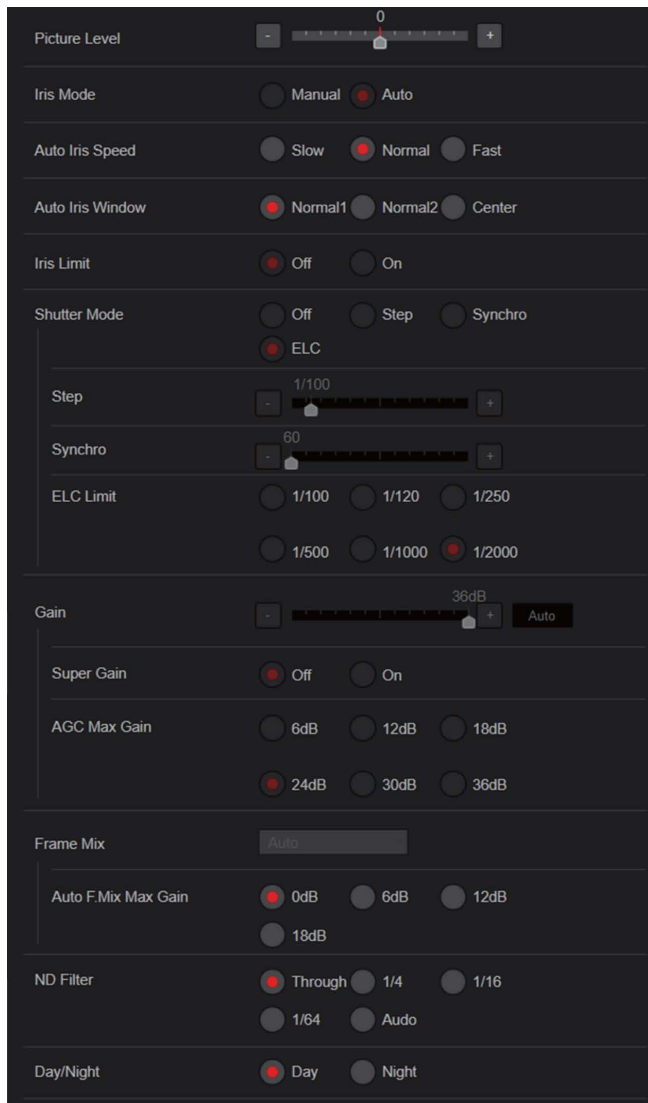 0
Picture Level - +
Iris Mode Manual Auto
Auto Iris Speed Slow Normal Fast
Auto Iris Window Normal1 Normal2 Center
Iris Limit Off On
Shutter Mode Off Step Synchro
ELC
1/100
Step - +
60
Synchro - +
ELC Limit 1/100 1/120 1/250
1/500 1/1000 1/2000
36dB
Gain - + Auto
Super Gain Off On
AGC Max Gain 6dB 12dB 18dB
24dB 30dB 36dB
Frame Mix Auto
Auto F.Mix Max Gain 0dB 6dB 12dB
18dB
ND Filter Through 1/4 1/16
1/64 Audo
Day/Night Day Night